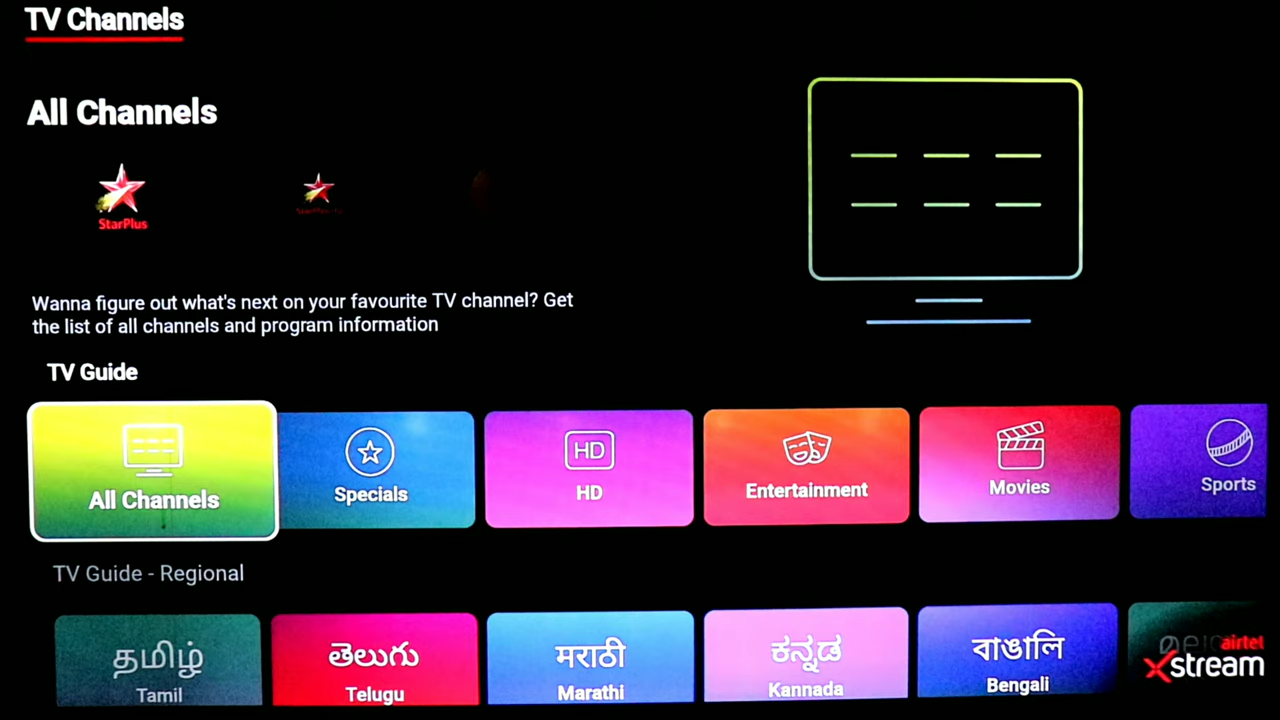 TV Channels
All Channels
StarPlus
Wanna figure out what's next on your favourite TV channel? Get
the list of all channels and program information
TV Guide
All Channels
Specials
HD
HD
Entertainment
Movies
Sports
TV Guide - Regional
தமிழ்
తెలుగు
मराठी
ಕನ್ನಡ
বাঙালি
Tamil
Telugu
Marathi
Kannada
Bengali
airtel
Xstream